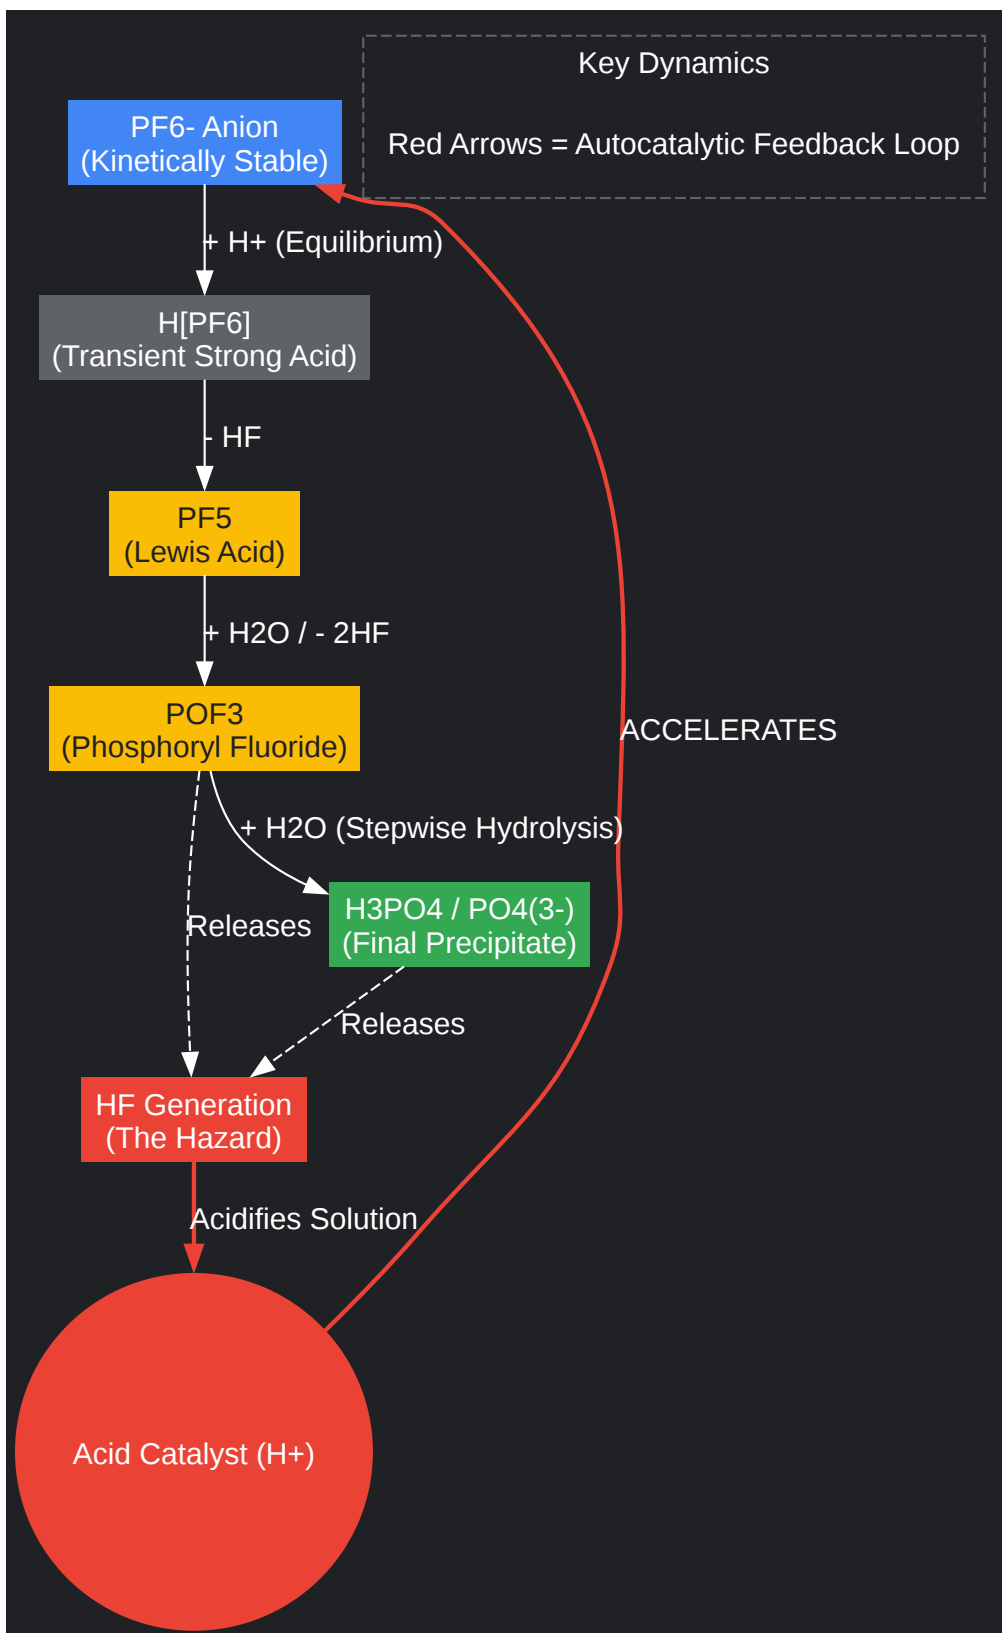 Key Dynamics
Red Arrows = Autocatalytic Feedback Loop
PF6- Anion
(Kinetically Stable)
+ H+ (Equilibrium)
H[PF6]
(Transient Strong Acid)
- HF
PF5
(Lewis Acid)
+ H2O / - 2HF
POF3
(Phosphoryl Fluoride)
ACCELERATES
+ H2O (Stepwise Hydrolysis)
H3PO4 / PO4(3-)
(Final Precipitate)
Releases
Releases
HF Generation
(The Hazard)
Acidifies Solution
Acid Catalyst (H+)